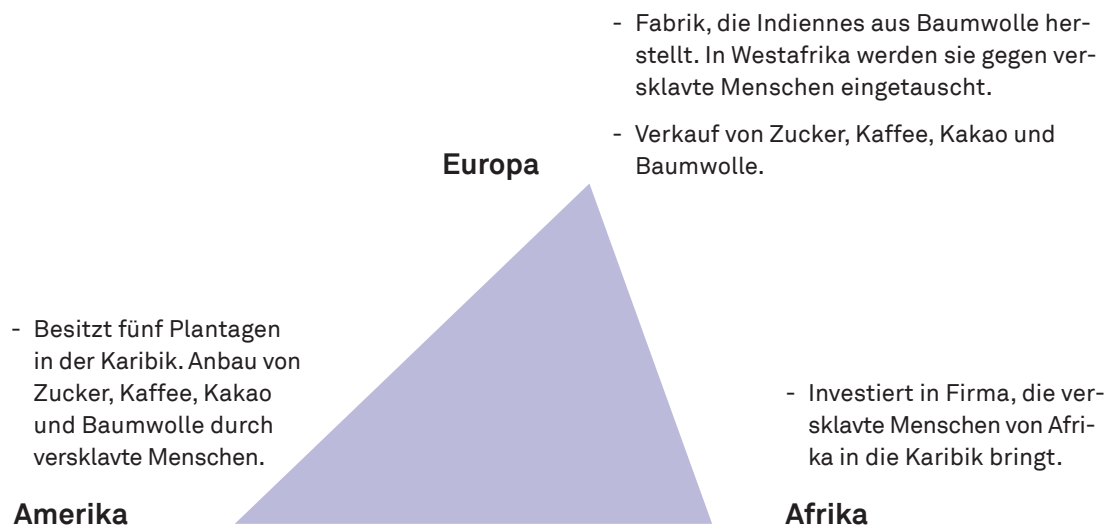 - Fabrik, die Indiennes aus Baumwolle her-
stellt. In Westafrika werden sie gegen ver-
sklavte Menschen eingetauscht.
- Verkauf von Zucker, Kaffee, Kakao und
Baumwolle.
Europa
- Besitzt fünf Plantagen
in der Karibik. Anbau von
Zucker, Kaffee, Kakao
und Baumwolle durch
versklavte Menschen.
Amerika
- Investiert in Firma, die ver-
sklavte Menschen von Afri-
ka in die Karibik bringt.
Afrika